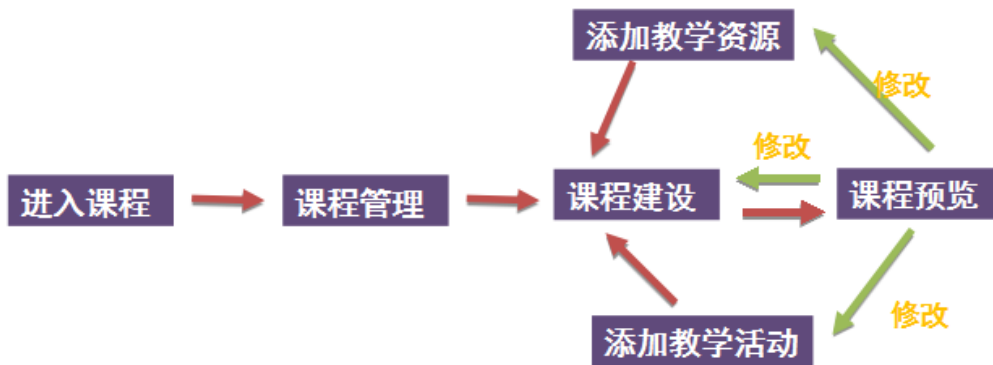 添加教学资源
修改
修改
进入课程
课程管理
课程建设
课程预览
修改
添加教学活动